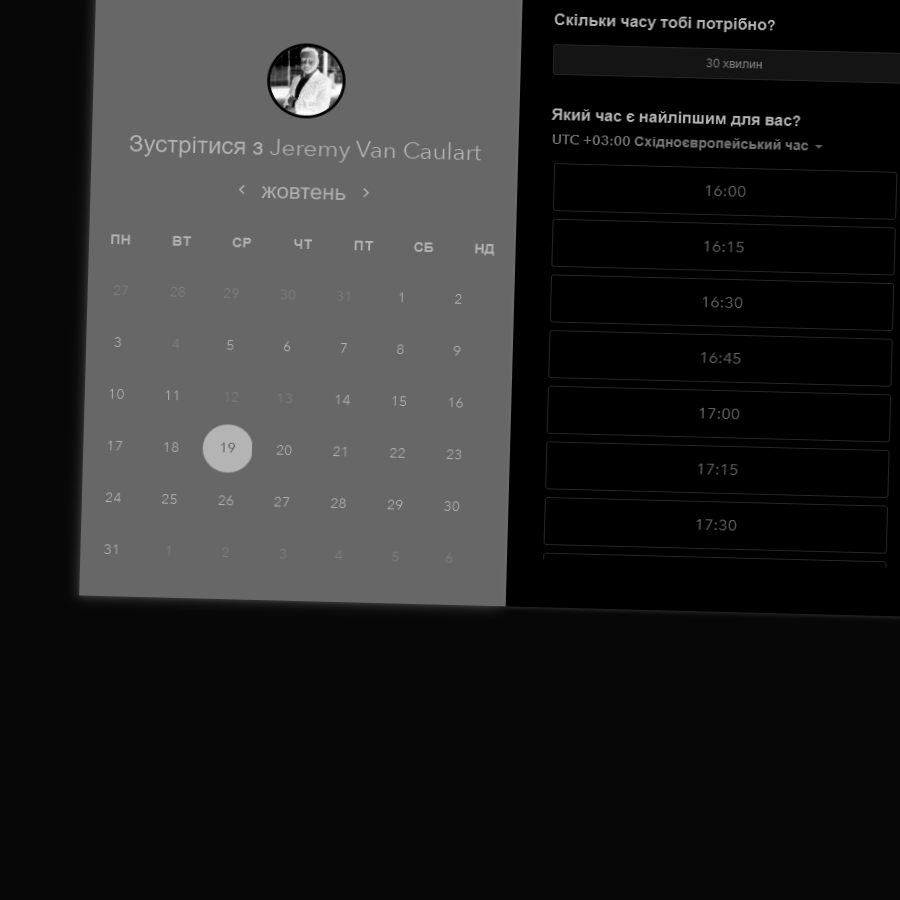 Зустрітися з Jeremy Van Caulart
жовтень
ПН ВТ СР ЧТ ПТ СБ НД
27 28 29 30 31 1 2
3 4 5 6 7 8 9
10 11 12 13 14 15 16
17 18 19 20 21 22 23
24 25 26 27 28 29 30
31 1 2 3 4 5 6
Скільки часу тобі потрібно?
30 хвилин
Який час є найліпшим для вас?
UTC +03:00 Східноєвропейський час
16:00
16:15
16:30
16:45
17:00
17:15
17:30